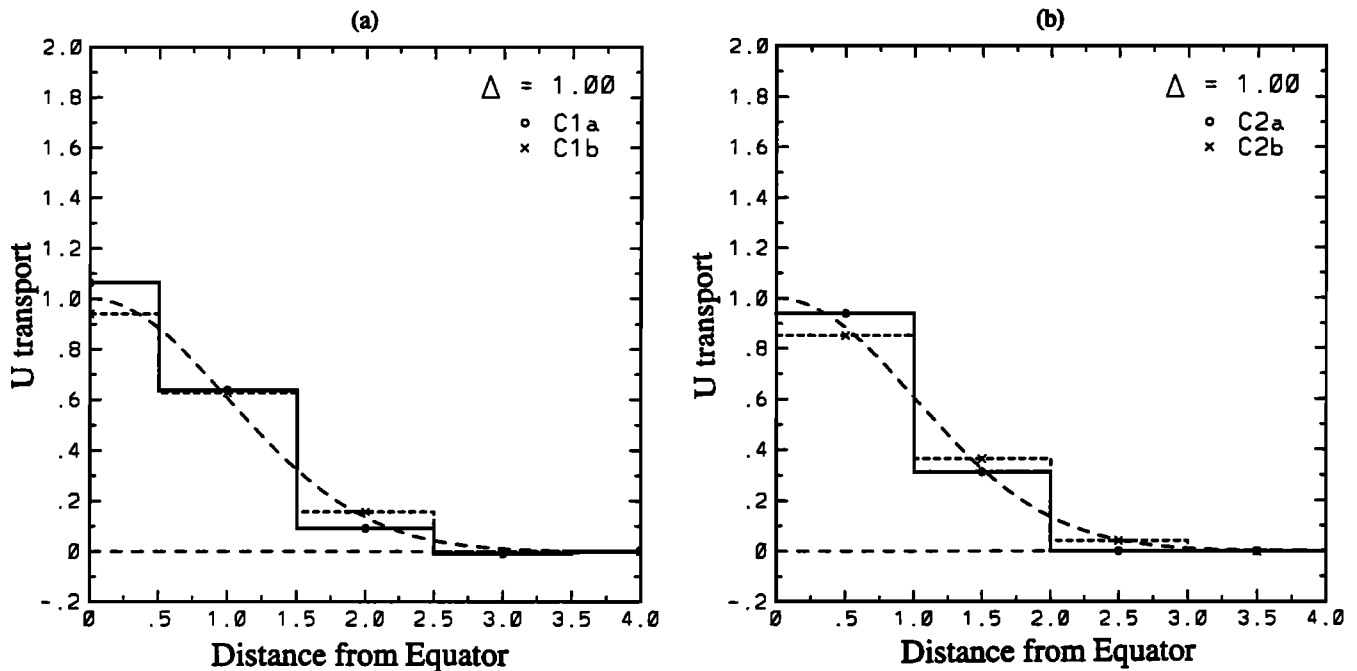 (a)
2.0
1.8
1.6
1.4
1.2
1.0
.8
.6
.4
.2
0
-.2
U transport
Δ = 1.00
C1a
C1b
0 .5 1.0 1.5 2.0 2.5 3.0 3.5 4.0
Distance from Equator
(b)
2.0
1.8
1.6
1.4
1.2
1.0
.8
.6
.4
.2
0
-.2
U transport
Δ = 1.00
C2a
C2b
0 .5 1.0 1.5 2.0 2.5 3.0 3.5 4.0
Distance from Equator